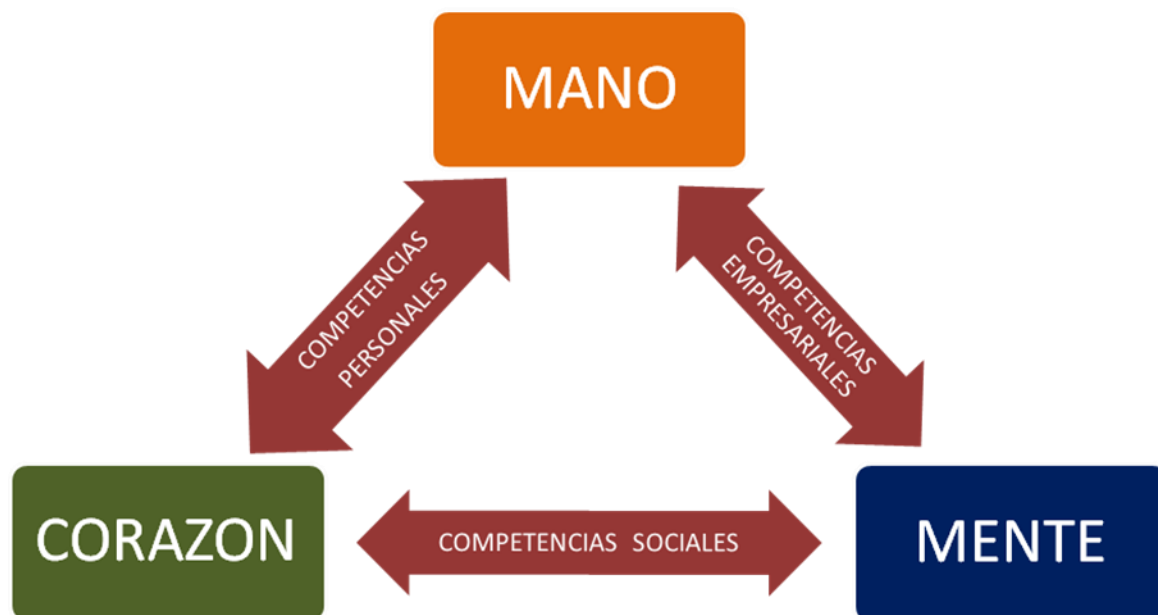 MANO
COMPETENCIAS
PERSONALES
COMPETENCIAS
EMPRESARIALES
CORAZON
COMPETENCIAS SOCIALES
MENTE